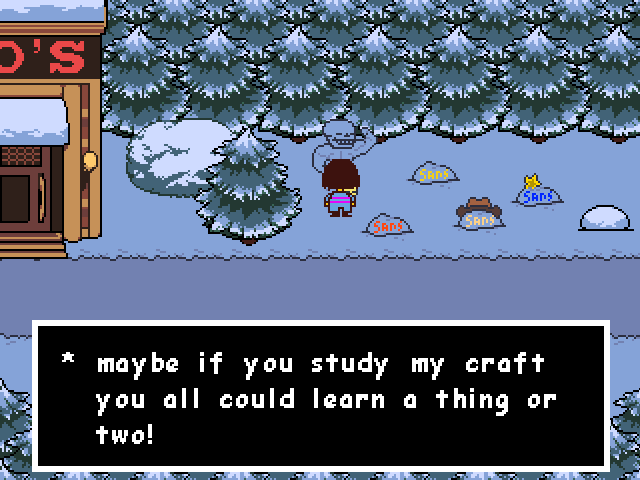 O'S
SANS
SANS
SANS
SANS
* maybe if you study my craft
you all could learn a thing or
two!